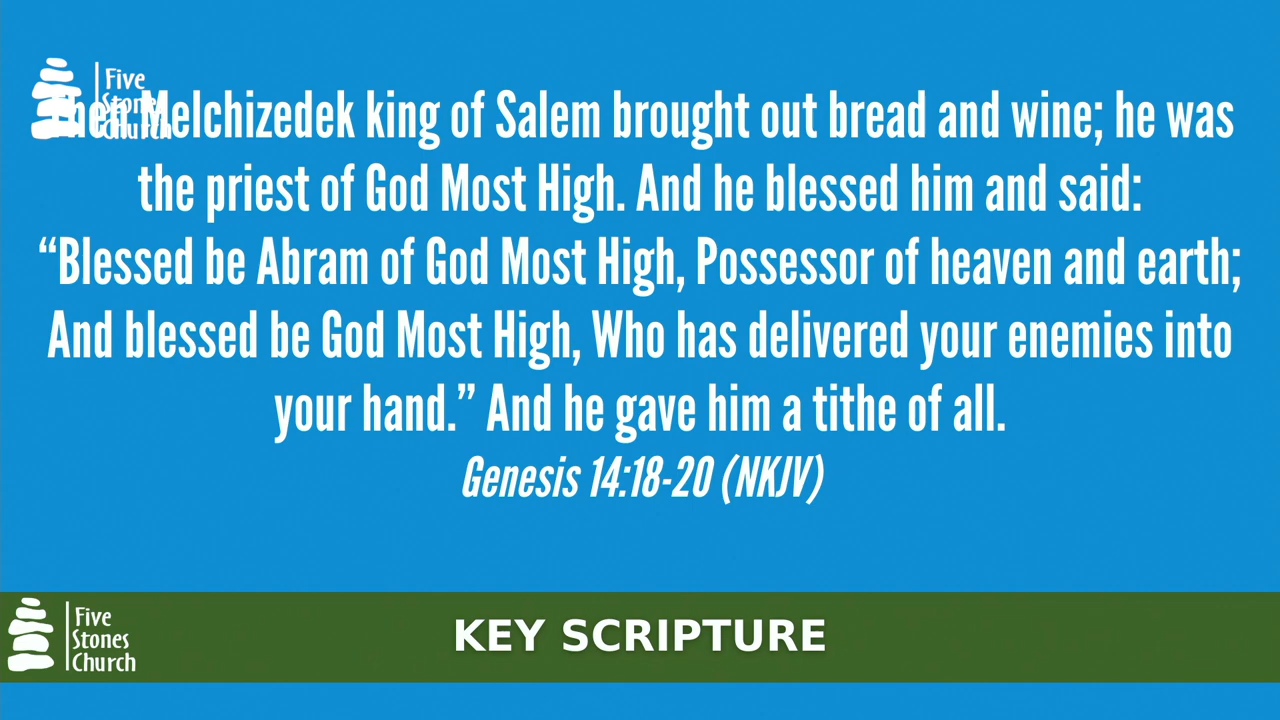 Five
Stones
Church
Then Melchizedek king of Salem brought out bread and wine; he was
the priest of God Most High. And he blessed him and said:
“Blessed be Abram of God Most High, Possessor of heaven and earth;
And blessed be God Most High, Who has delivered your enemies into
your hand.” And he gave him a tithe of all.
Genesis 14:18-20 (NKJV)
Five
Stones
Church
KEY SCRIPTURE